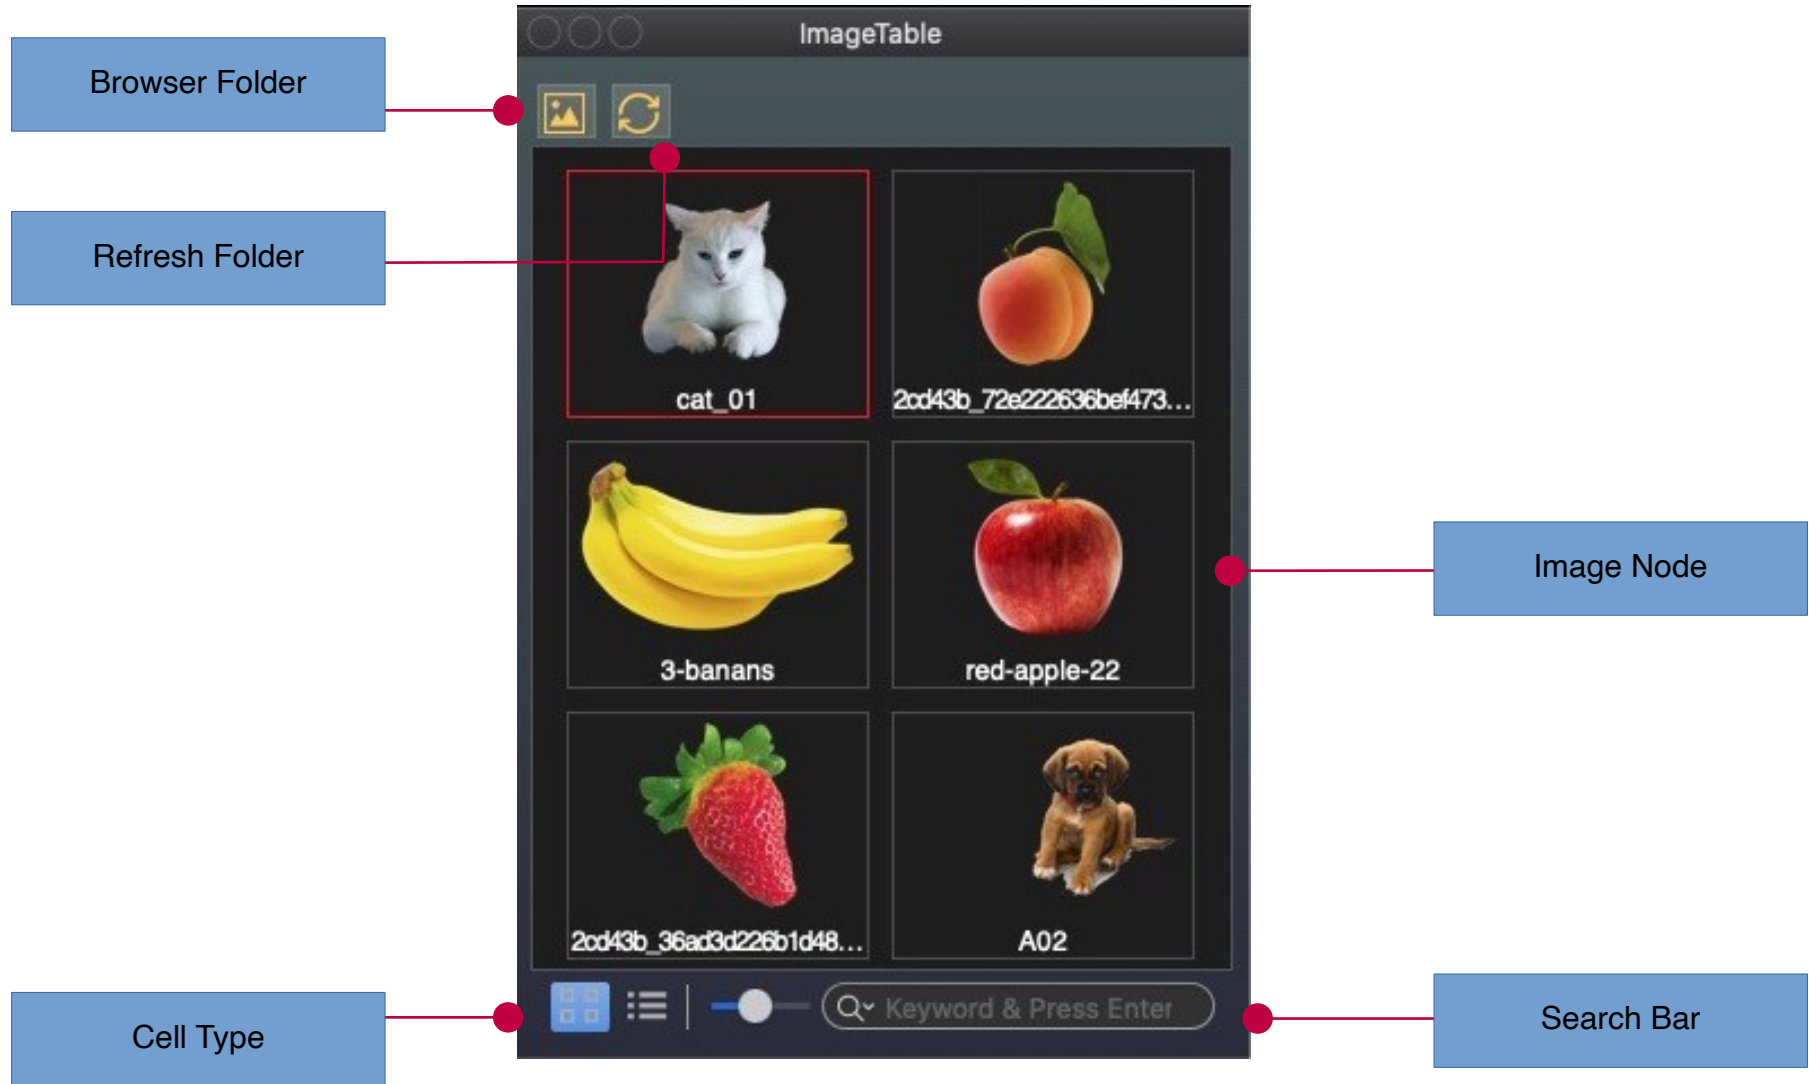 ImageTable
Browser Folder
Refresh Folder
cat_01
2cd43b_72e222636bef473...
3-banans
red-apple-22
Image Node
2cd43b_36ad3d226b1d48...
A02
Cell Type
Keyword & Press Enter
Search Bar